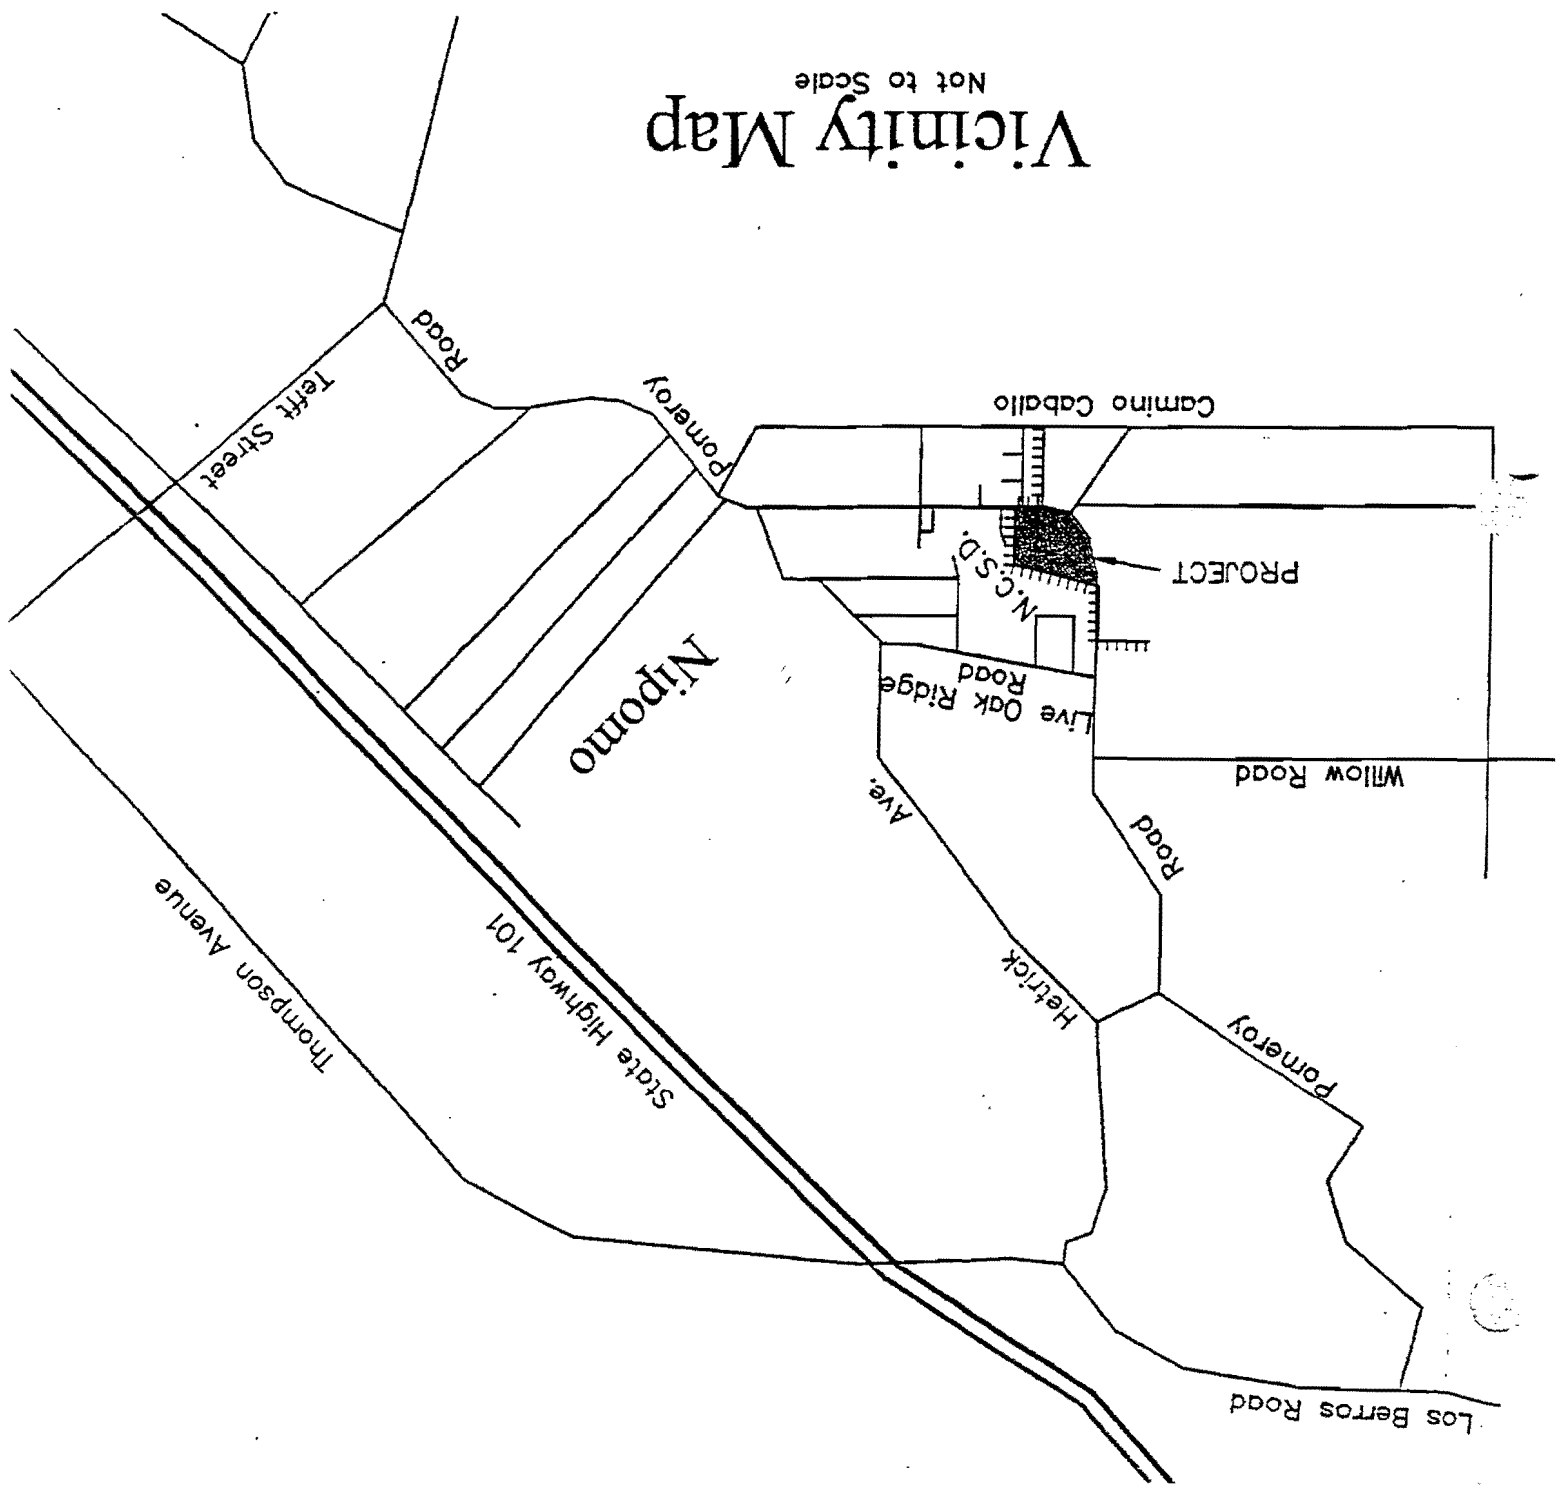 Los Berros Road
Pomeroy
Road
Thompson Avenue
State Highway 101
Hetrick
Ave.
Willow Road
Live Oak Ridge
Road
Nipomo
N.C.S.D.
PROJECT
Tefft Street
Camino Caballo
Pomeroy
Road
Vicinity Map
Not to Scale